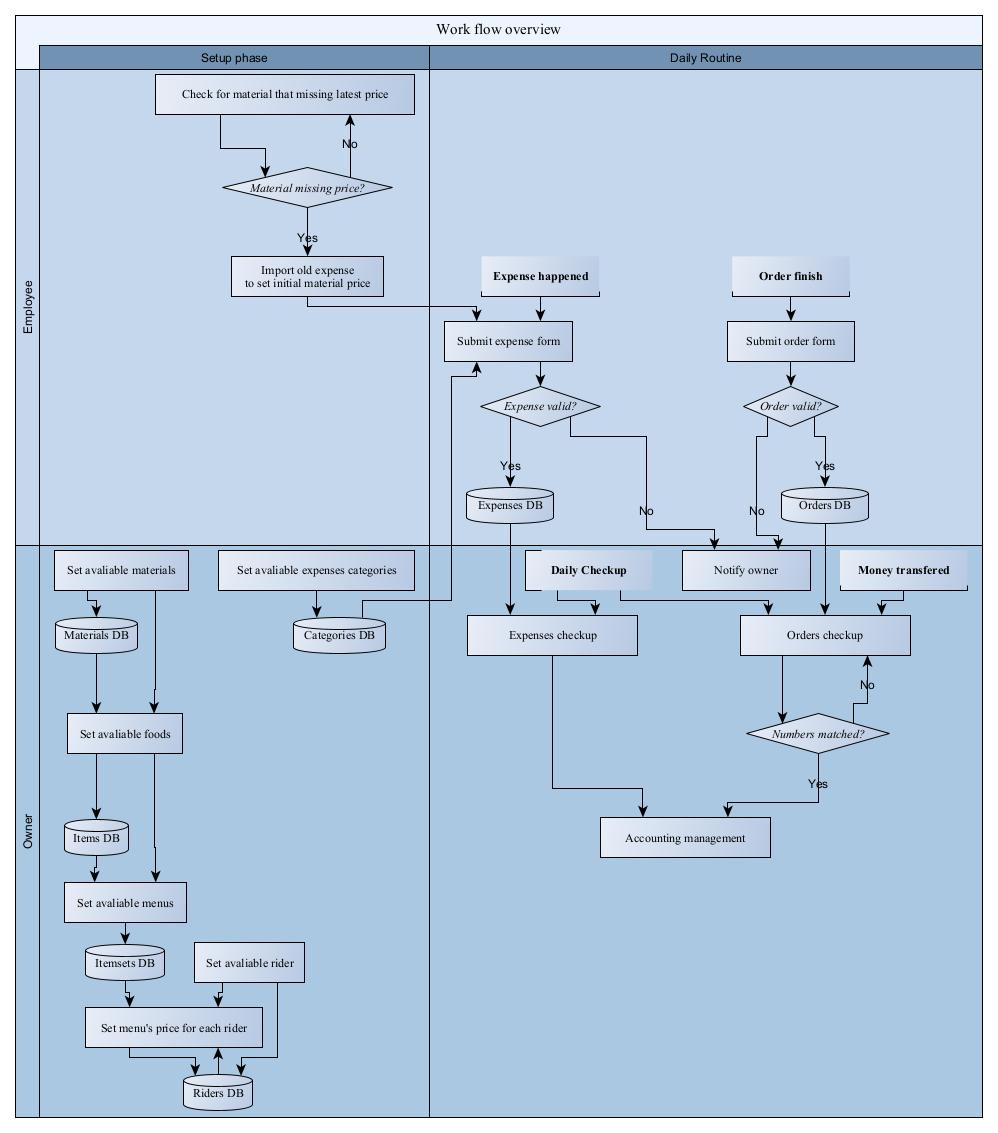 Work flow overview
Setup phase
Daily Routine
Employee
Check for material that missing latest price
No
Material missing price?
Yes
Import old expense
to set initial material price
Expense happened
Order finish
Submit expense form
Submit order form
Expense valid?
Order valid?
Yes
Yes
Expenses DB
Orders DB
No
No
Owner
Set avaliable materials
Set avaliable expenses categories
Daily Checkup
Notify owner
Money transfered
Materials DB
Categories DB
Expenses checkup
Orders checkup
No
Set avaliable foods
Numbers matched?
Yes
Items DB
Accounting management
Set avaliable menus
Itemsets DB
Set avaliable rider
Set menu's price for each rider
Riders DB